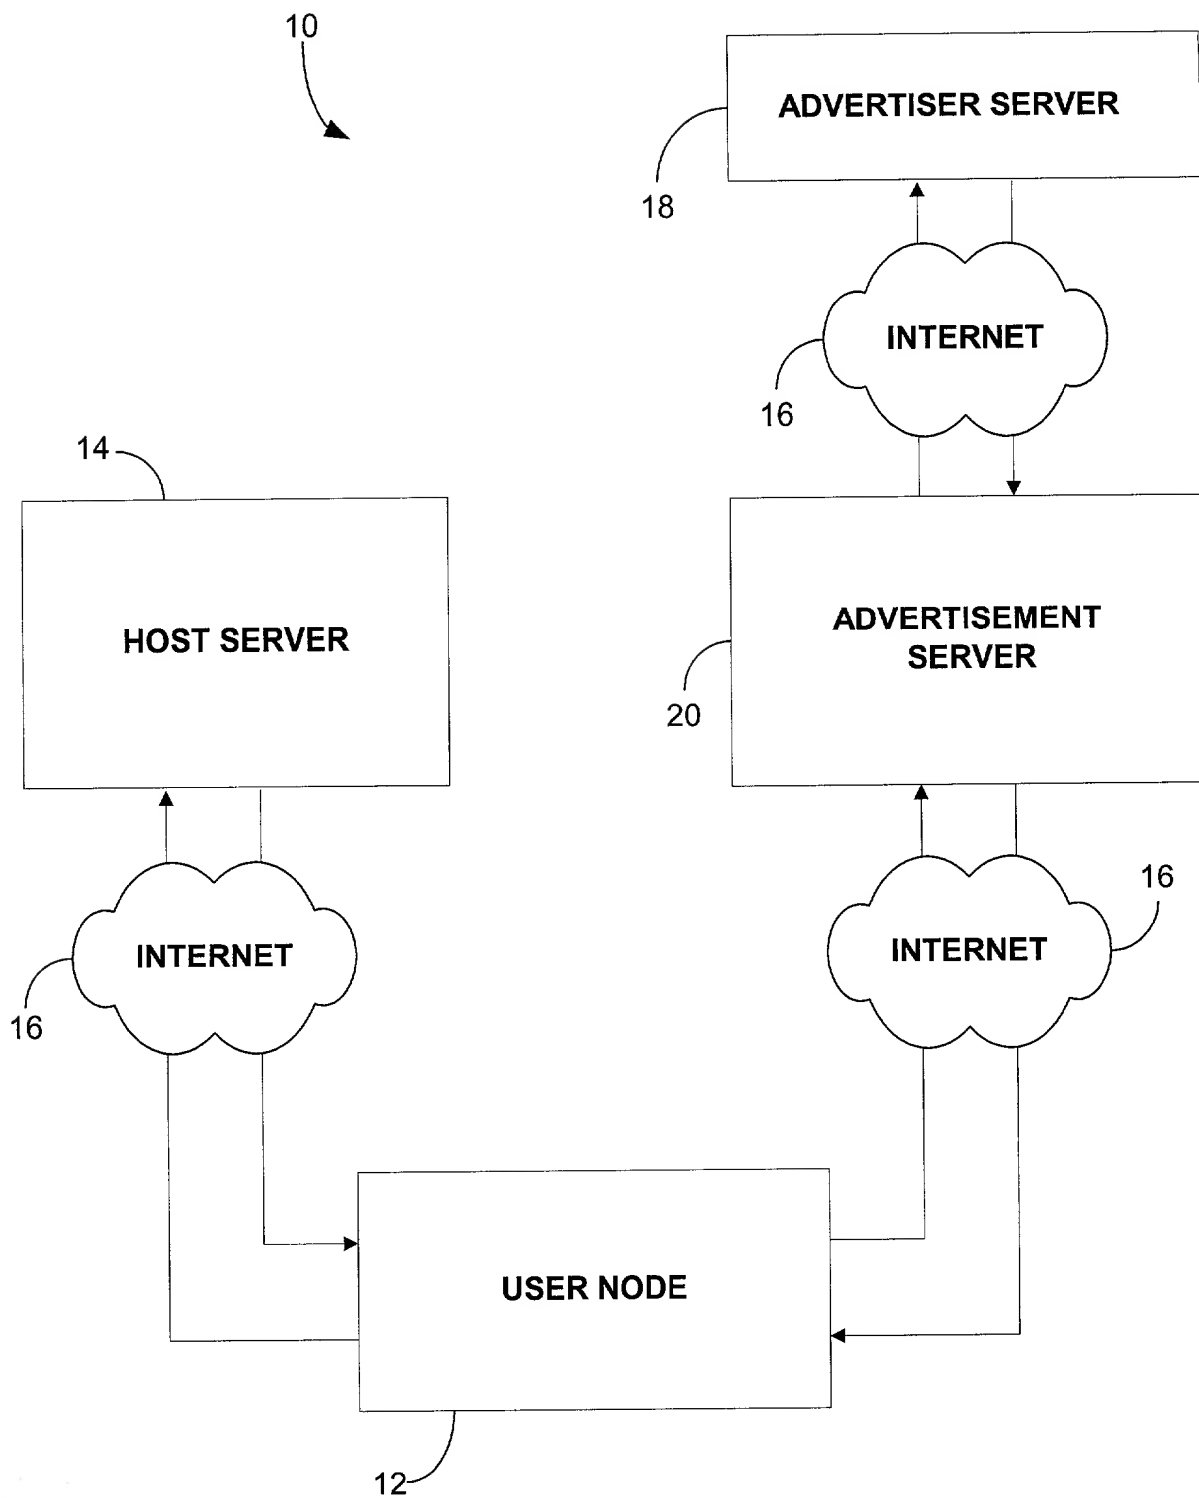 10
ADVERTISER SERVER
18
INTERNET
16
14
HOST SERVER
ADVERTISEMENT
SERVER
20
16
INTERNET
INTERNET
16
USER NODE
12